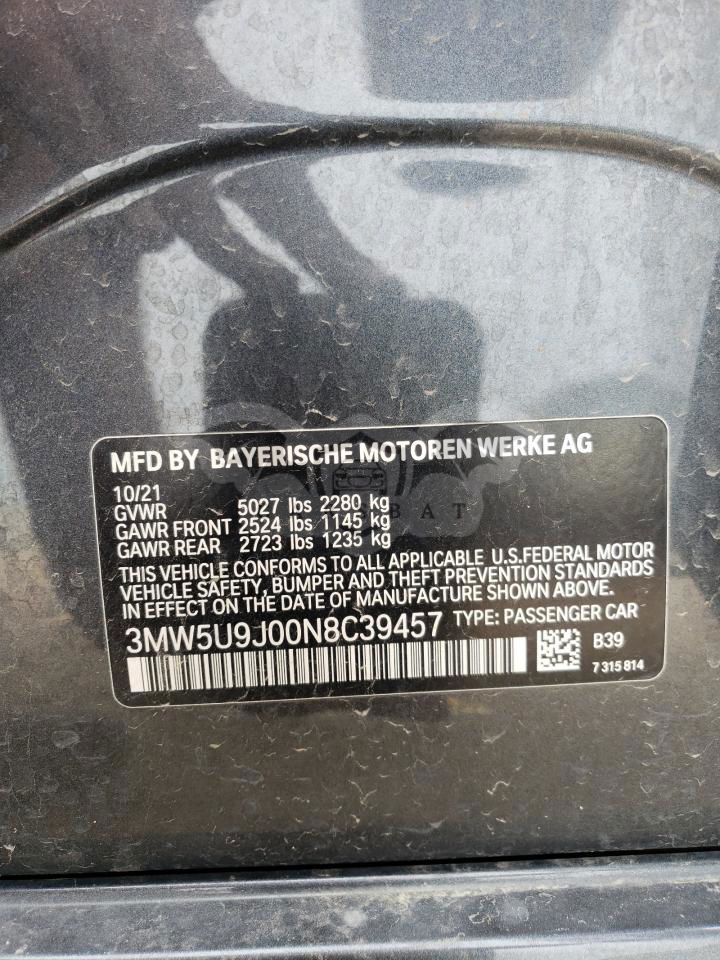 MFD BY BAYERISCHE MOTOREN WERKE AG
10/21
GVWR 5027 lbs 2280 kg
GAWR FRONT 2524 lbs 1145 kg
GAWR REAR 2723 lbs 1235 kg
THIS VEHICLE CONFORMS TO ALL APPLICABLE U.S.FEDERAL MOTOR
VEHICLE SAFETY, BUMPER AND THEFT PREVENTION STANDARDS
IN EFFECT ON THE DATE OF MANUFACTURE SHOWN ABOVE.
3MW5U9J00N8C39457 TYPE: PASSENGER CAR
B39
7 315 814